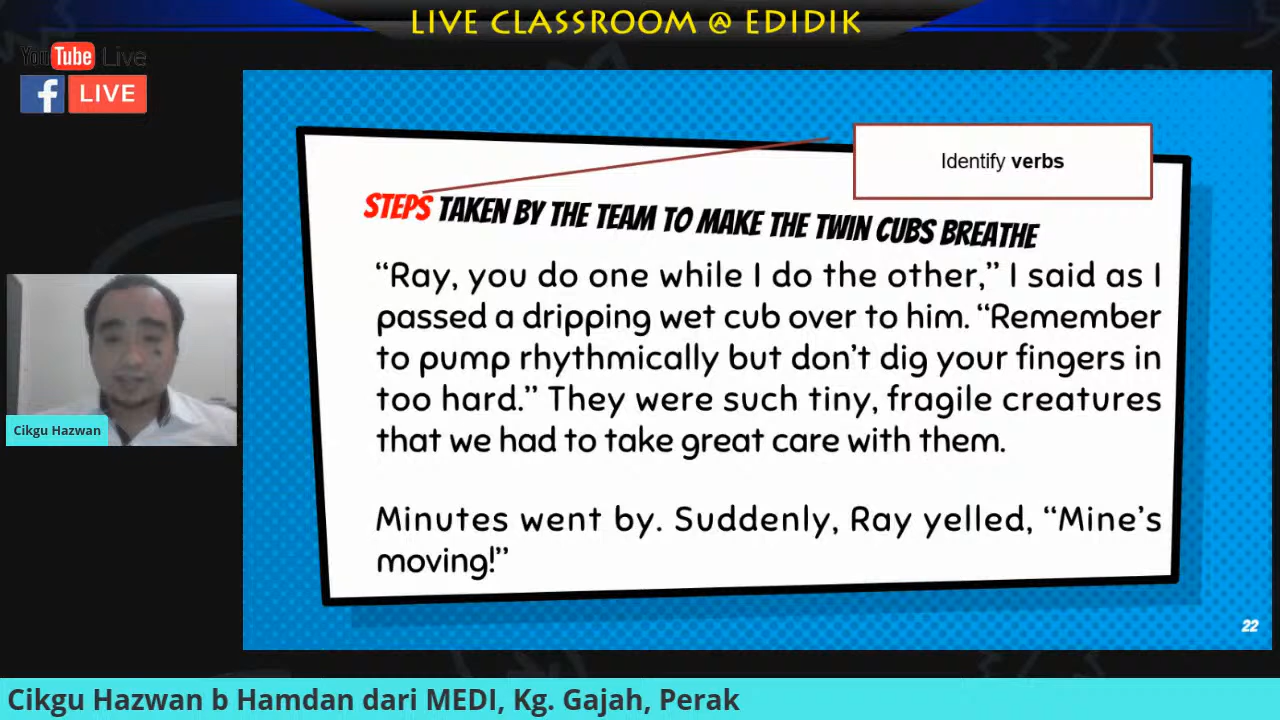 LIVE CLASSROOM @ EDIDIK
YouTube Live
f LIVE
Identify verbs
STEPS TAKEN BY THE TEAM TO MAKE THE TWIN CUBS BREATHE
“Ray, you do one while I do the other,” I said as I
passed a dripping wet cub over to him. “Remember
to pump rhythmically but don’t dig your fingers in
too hard.” They were such tiny, fragile creatures
that we had to take great care with them.
Minutes went by. Suddenly, Ray yelled, “Mine’s
moving!”
Cikgu Hazwan
22
Cikgu Hazwan b Hamdan dari MEDI, Kg. Gajah, Perak